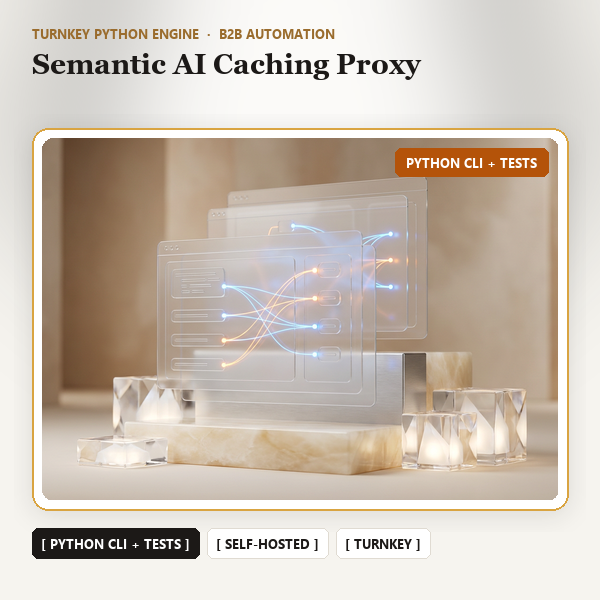 TURNKEY PYTHON ENGINE · B2B AUTOMATION
Semantic AI Caching Proxy
PYTHON CLI + TESTS
[ PYTHON CLI + TESTS ]
[ SELF-HOSTED ]
[ TURNKEY ]